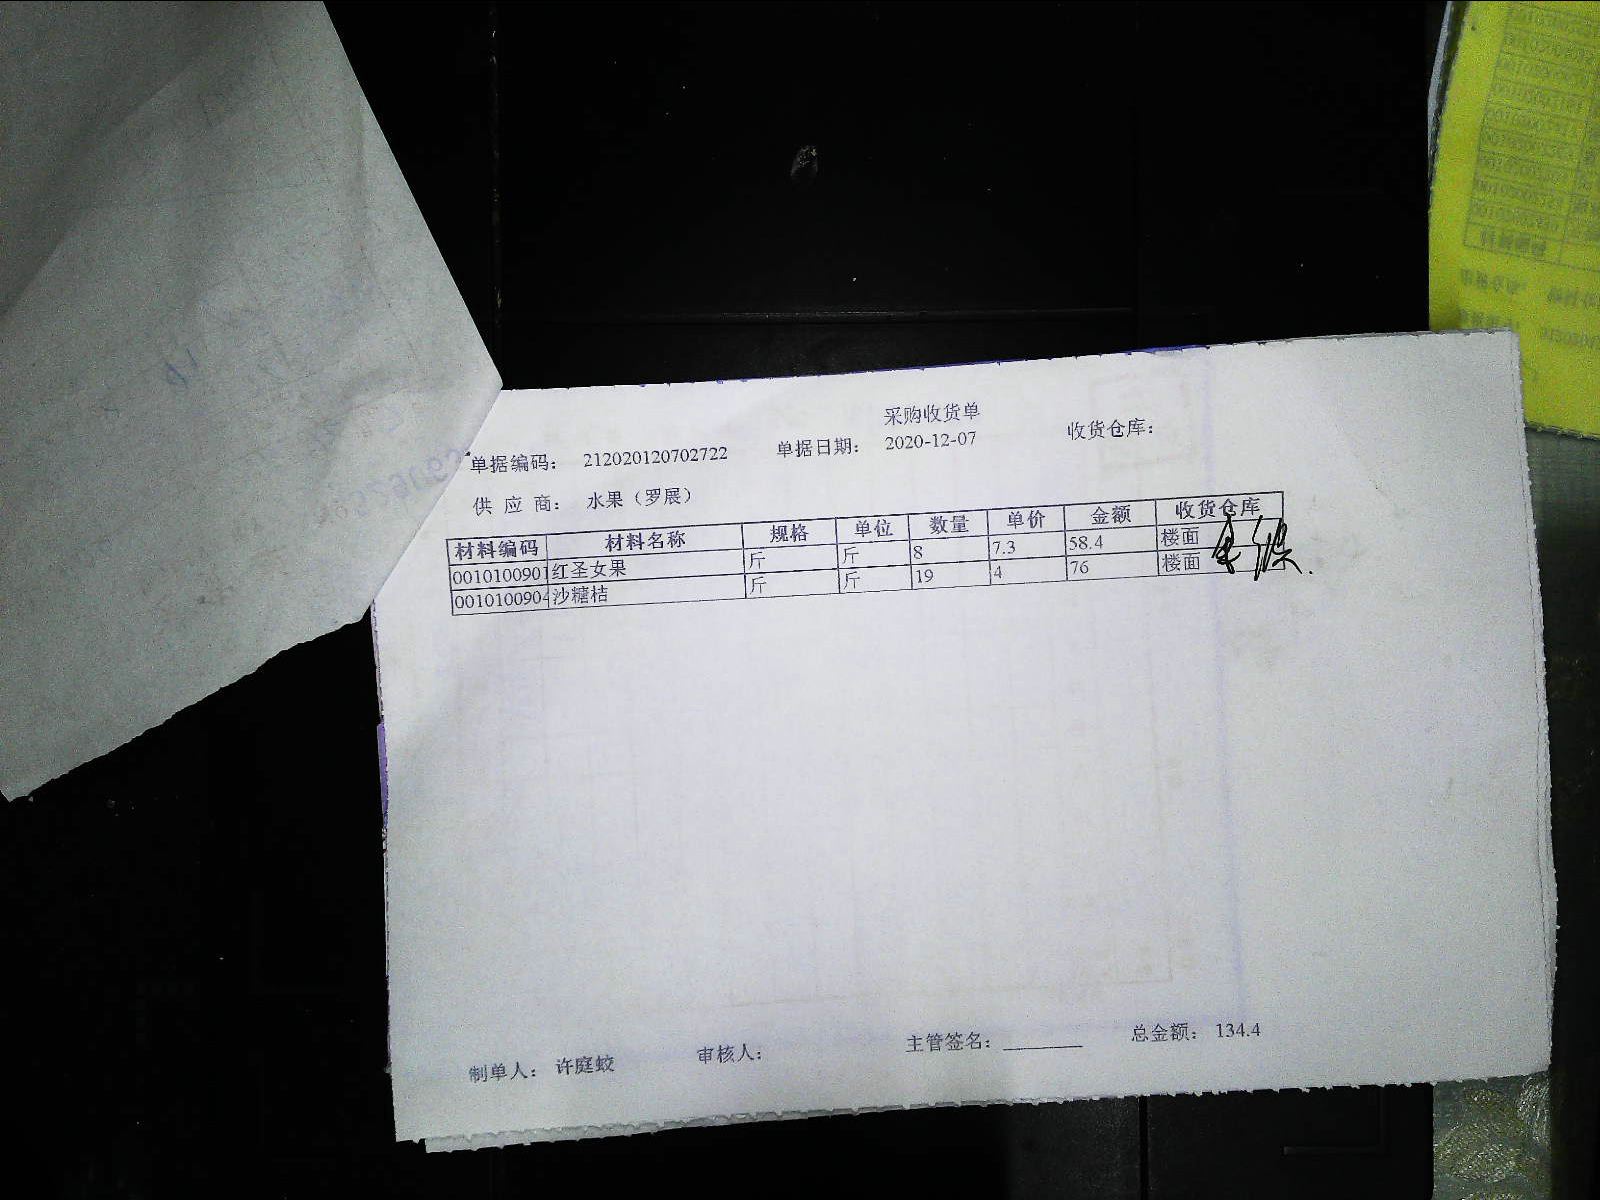 采购收货单
单据编码： 212020120702722 单据日期： 2020-12-07 收货仓库：
供 应 商： 水果（罗展）
材料编码 材料名称 规格 单位 数量 单价 金额 收货仓库
0010100901 红圣女果 斤 斤 8 7.3 58.4 楼面
0010100904 沙糖桔 斤 斤 19 4 76 楼面
制单人： 许庭蛟 审核人： 主管签名： 总金额： 134.4